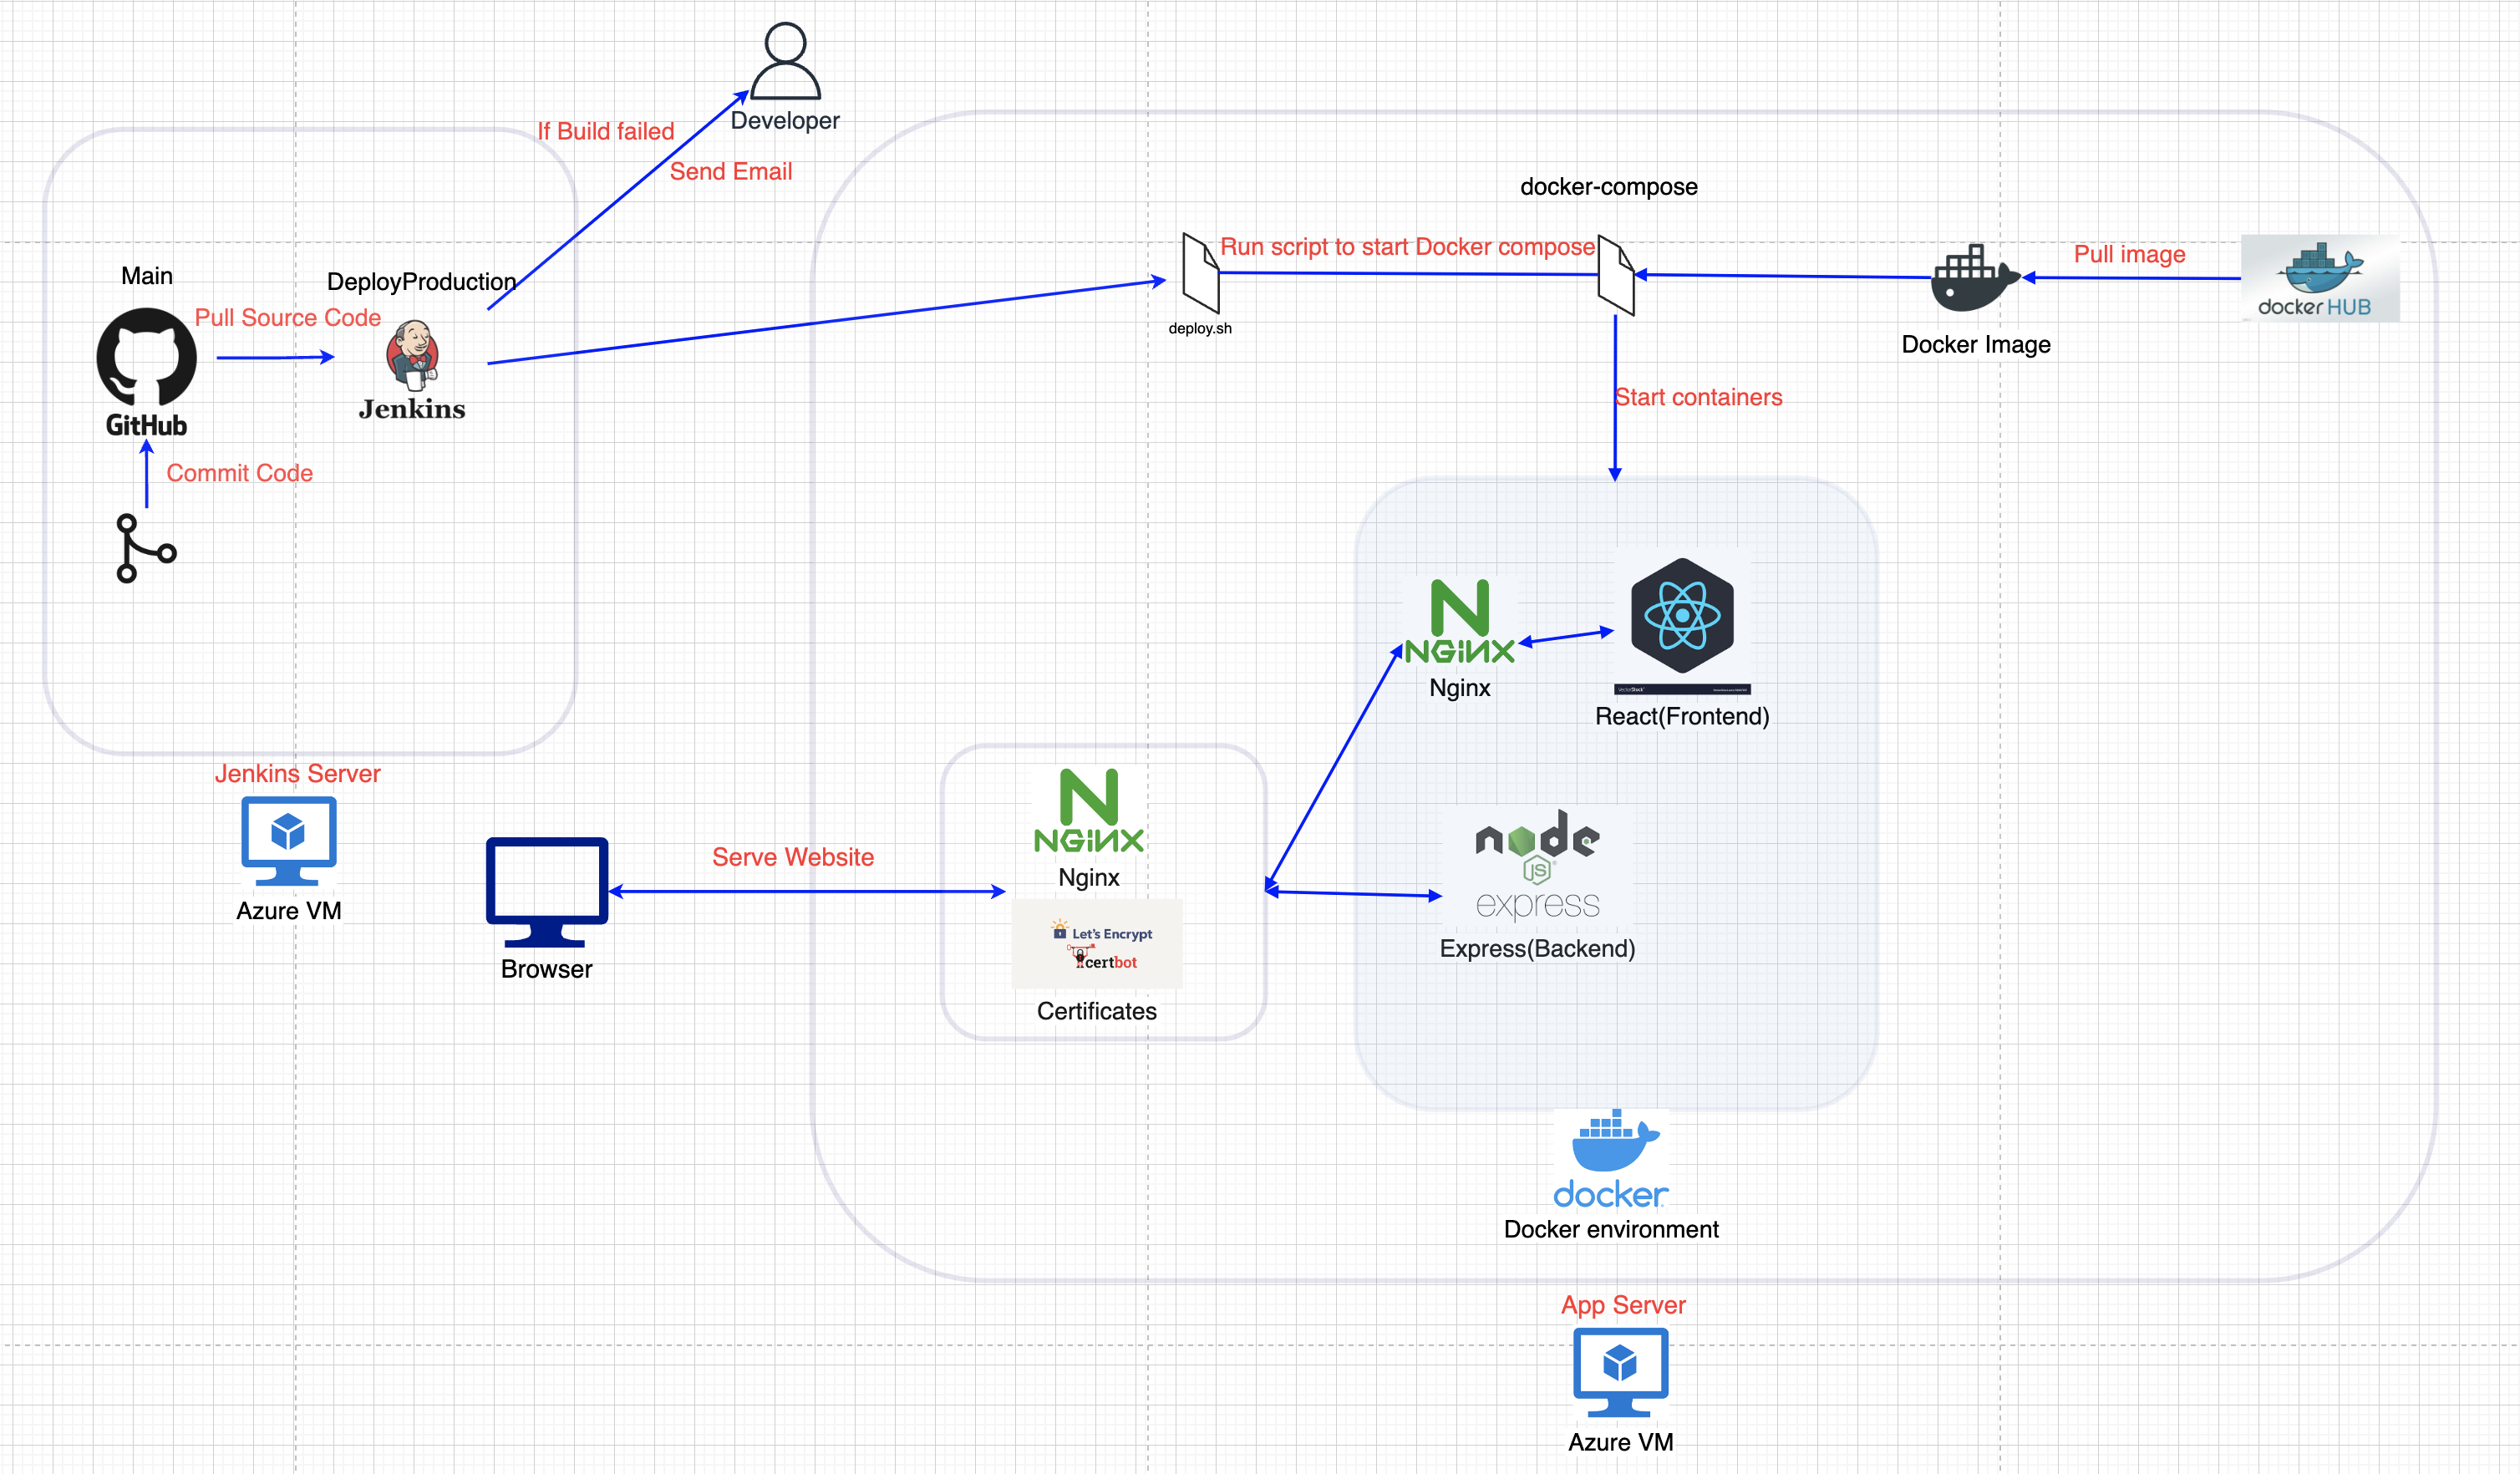 Developer
If Build failed
Send Email
docker-compose
Main
DeployProduction
Pull Source Code
GitHub
Jenkins
Commit Code
Run script to start Docker compose
deploy.sh
Pull image
docker HUB
Docker Image
Start containers
NGINX
Nginx
React(Frontend)
Jenkins Server
Azure VM
Browser
Serve Website
NGINX
Nginx
Let's Encrypt
certbot
Certificates
node
JS
express
Express(Backend)
docker
Docker environment
App Server
Azure VM